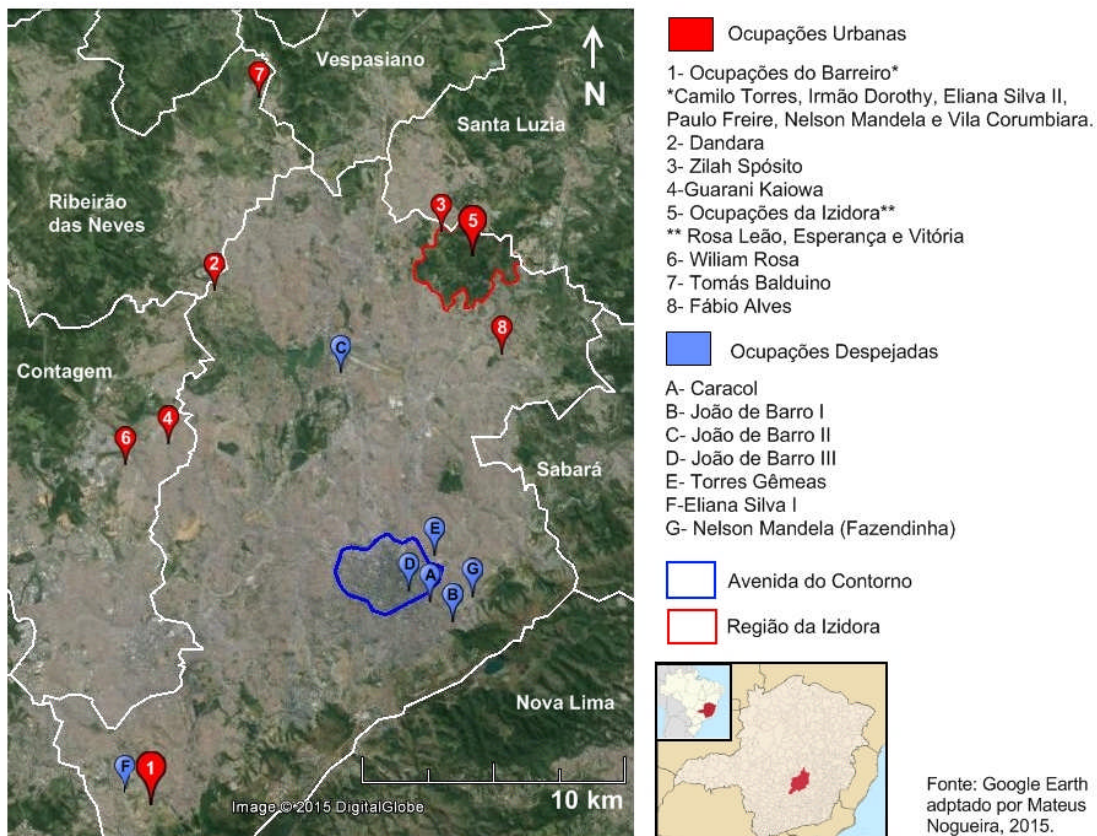 7
Vespasiano
N
Santa Luzia
Ribeirão
das Neves
3
5
2
8
C
Contagem
4
6
Sabará
E
D
A
G
B
Nova Lima
F
1
Image © 2015 DigitalGlobe
10 km
Ocupações Urbanas
1- Ocupações do Barreiro*
*Camilo Torres, Irmão Dorothy, Eliana Silva II,
Paulo Freire, Nelson Mandela e Vila Corumbiara.
2- Dandara
3- Zilah Spósito
4-Guarani Kaiowa
5- Ocupações da Izidora**
** Rosa Leão, Esperança e Vitória
6- Wiliam Rosa
7- Tomás Balduino
8- Fábio Alves
Ocupações Despejadas
A- Caracol
B- João de Barro I
C- João de Barro II
D- João de Barro III
E- Torres Gêmeas
F-Eliana Silva I
G- Nelson Mandela (Fazendinha)
Avenida do Contorno
Região da Izidora
Fonte: Google Earth
adptado por Mateus
Nogueira, 2015.